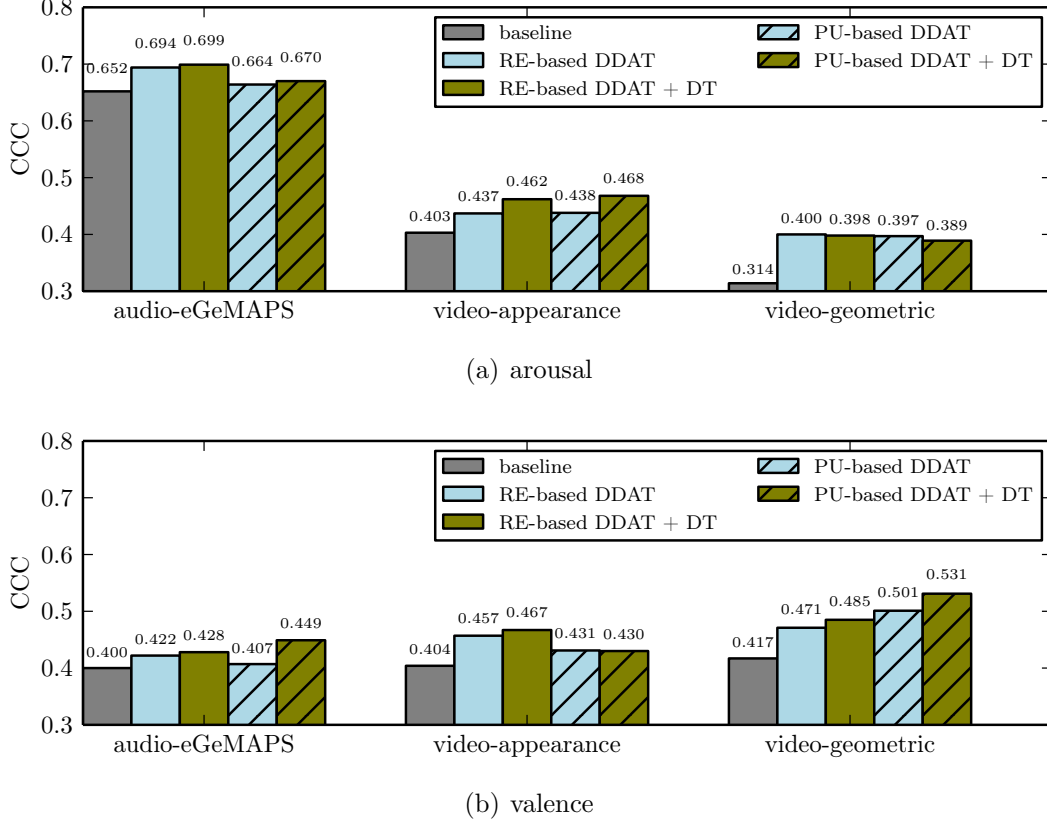 0.8
0.7
0.6
0.5
0.4
0.3
CCC
baseline
RE-based DDAT
RE-based DDAT + DT
PU-based DDAT
PU-based DDAT + DT
0.652
0.694
0.699
0.664
0.670
0.403
0.437
0.462
0.438
0.468
0.314
0.400
0.398
0.397
0.389
audio-eGeMAPS video-appearance video-geometric
(a) arousal
0.8
0.7
0.6
0.5
0.4
0.3
CCC
baseline
RE-based DDAT
RE-based DDAT + DT
PU-based DDAT
PU-based DDAT + DT
0.400
0.422
0.428
0.407
0.449
0.404
0.457
0.467
0.431
0.430
0.417
0.471
0.485
0.501
0.531
audio-eGeMAPS video-appearance video-geometric
(b) valence